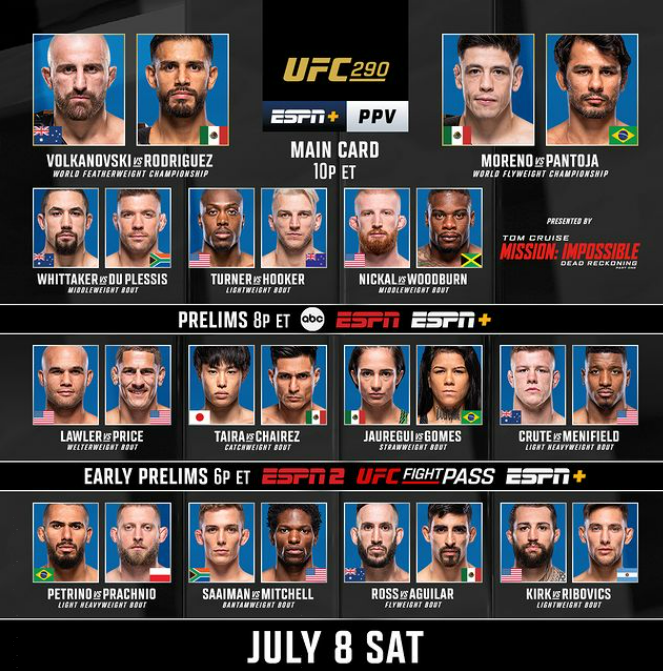 UFC 290
ESPN+ PPV
MAIN CARD
10P ET
VOLKANOVSKI VS RODRIGUEZ
WORLD FEATHERWEIGHT CHAMPIONSHIP
MORENO VS PANTOJA
WORLD FLYWEIGHT CHAMPIONSHIP
WHITTAKER VS DU PLESSIS
MIDDLEWEIGHT BOUT
TURNER VS HOOKER
LIGHTWEIGHT BOUT
NICKAL VS WOODBURN
MIDDLEWEIGHT BOUT
PRESENTED BY
TOM CRUISE
MISSION: IMPOSSIBLE
DEAD RECKONING
PART ONE
PRELIMS 8P ET abc ESPN ESPN+
LAWLER VS PRICE
WELTERWEIGHT BOUT
TAIRA VS CHAIREZ
CATCHWEIGHT BOUT
JAUREGUI VS GOMES
STRAWWEIGHT BOUT
CRUTE VS MENIFIELD
LIGHT HEAVYWEIGHT BOUT
EARLY PRELIMS 6P ET ESPN2 UFC FIGHT PASS ESPN+
PETRINO VS PRACHNIO
LIGHT HEAVYWEIGHT BOUT
SAAIMAN VS MITCHELL
BANTAMWEIGHT BOUT
ROSS VS AGUILAR
FLYWEIGHT BOUT
KIRK VS RIBOVICS
LIGHTWEIGHT BOUT
JULY 8 SAT